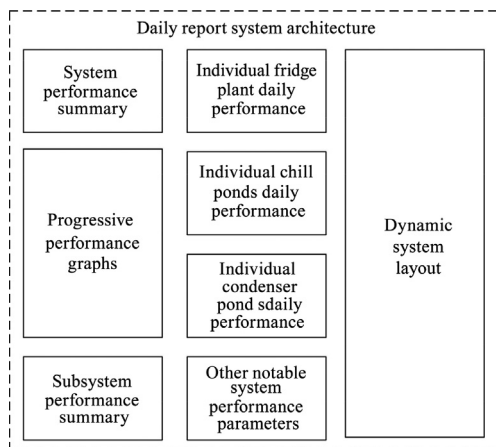 Daily report system architecture
System
performance
summary
Progressive
performance
graphs
Subsystem
performance
summary
Individual fridge
plant daily
performance
Individual chill
ponds daily
performance
Individual
condenser
pond sdaily
performance
Other notable
system
performance
parameters
Dynamic
system
layout